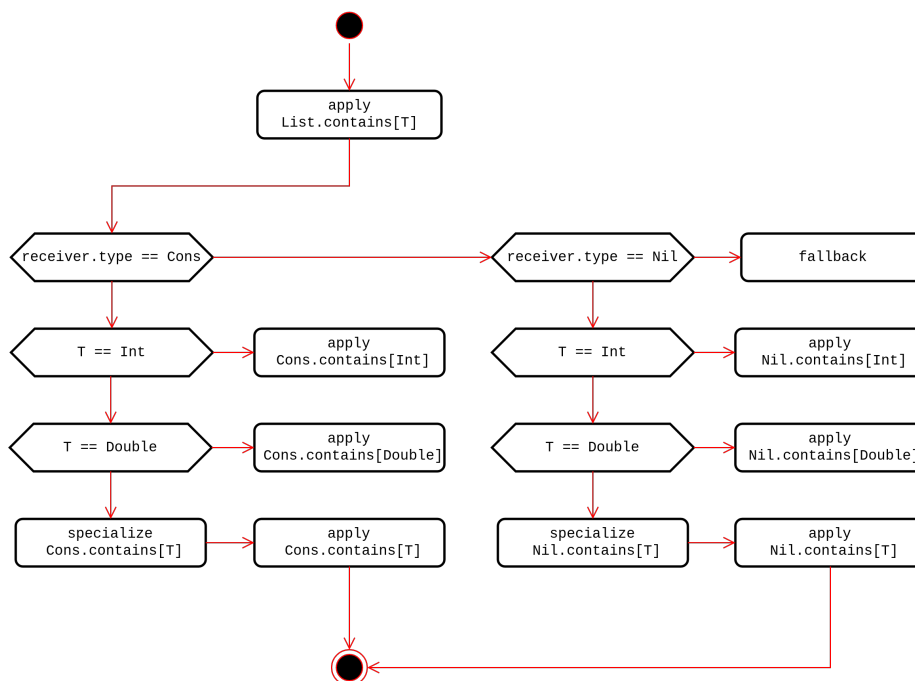 apply
List.contains[T]
receiver.type == Cons
receiver.type == Nil
fallback
T == Int
apply
Cons.contains[Int]
T == Int
apply
Nil.contains[Int]
T == Double
apply
Cons.contains[Double]
T == Double
apply
Nil.contains[Double]
specialize
Cons.contains[T]
apply
Cons.contains[T]
specialize
Nil.contains[T]
apply
Nil.contains[T]